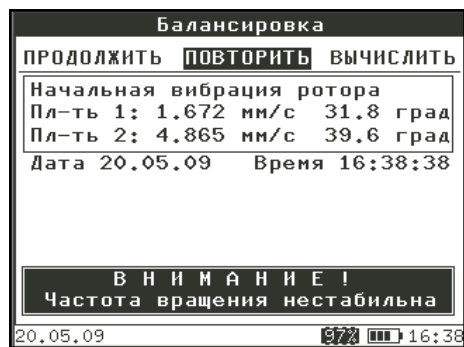 Балансировка
ПРОДОЛЖИТЬ ПОВТОРИТЬ ВЫЧИСЛИТЬ
Начальная вибрация ротора
Пл-ть 1: 1.672 мм/с 31.8 град
Пл-ть 2: 4.865 мм/с 39.6 град
Дата 20.05.09 Время 16:38:38
В Н И М А Н И Е !
Частота вращения нестабильна
20.05.09 97% 16:38